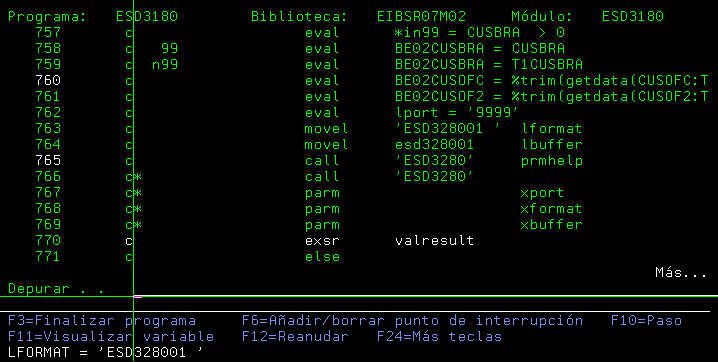 Programa: ESD3180 Biblioteca: EIBSR07M02 Módulo: ESD3180
757 c eval *in99 = CUSBRA > 0
758 c 99 eval BE02CUSBRA = CUSBRA
759 c n99 eval BE02CUSBRA = T1CUSBRA
760 c eval BE02CUSOFC = %trim(getdata(CUSOFC:T
761 c eval BE02CUSOF2 = %trim(getdata(CUSOF2:T
762 c eval lport = '9999'
763 c movel 'ESD328001 ' lformat
764 c movel esd328001 lbuffer
765 c call 'ESD3280' prmhelp
766 c* call 'ESD3280'
767 c* parm xport
768 c* parm xformat
769 c* parm xbuffer
770 c exsr valresult
771 c else
Más...
Depurar . .
F3=Finalizar programa F6=Añadir/borrar punto de interrupción F10=Paso
F11=Visualizar variable F12=Reanudar F24=Más teclas
LFORMAT = 'ESD328001 '